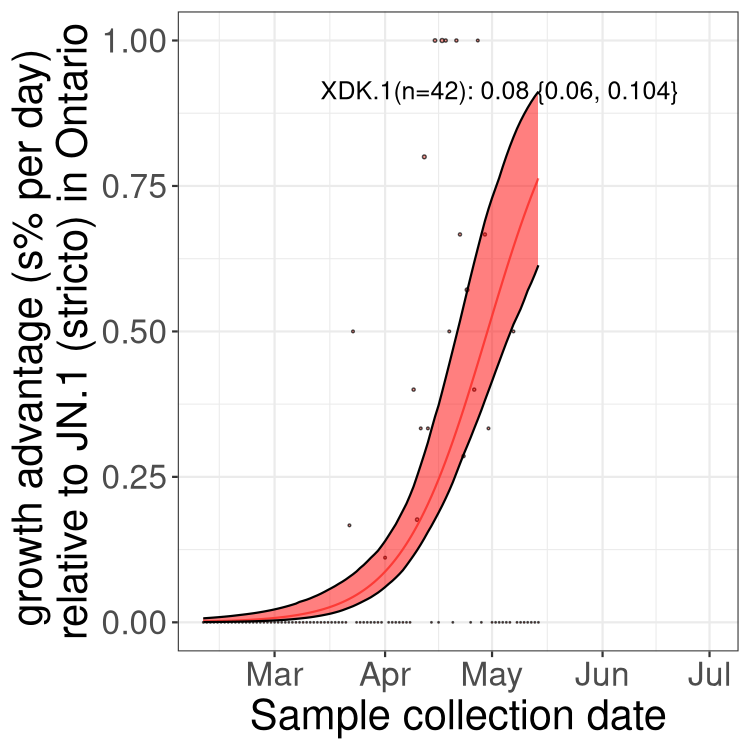 growth advantage (s% per day)
relative to JN.1 (stricto) in Ontario
1.00
0.75
0.50
0.25
0.00
XDK.1(n=42): 0.08 {0.06, 0.104}
Mar Apr May Jun Jul
Sample collection date